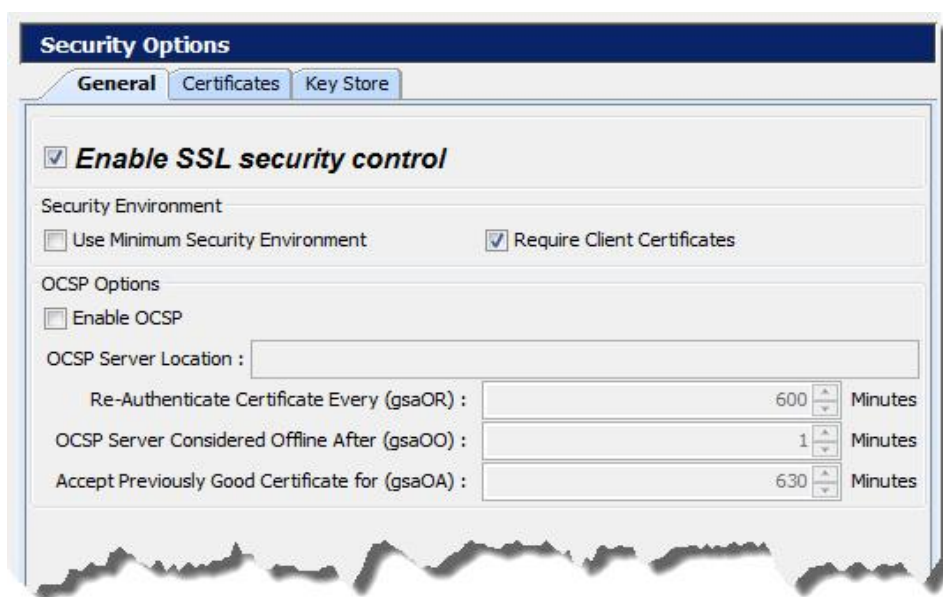 Security Options
General Certificates Key Store
Enable SSL security control
Security Environment
Use Minimum Security Environment Require Client Certificates
OCSP Options
Enable OCSP
OCSP Server Location :
Re-Authenticate Certificate Every (gsaOR) : 600 Minutes
OCSP Server Considered Offline After (gsaOO) : 1 Minutes
Accept Previously Good Certificate for (gsaOA) : 630 Minutes